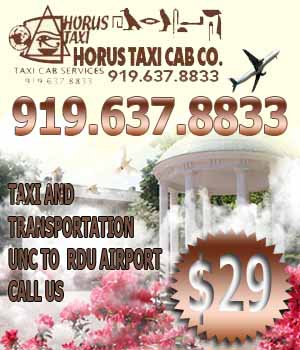 HORUS
TAXI
HORUS TAXI CAB CO.
TAXI CAB SERVICES
919.637.8833
919.637.8833
919.637.8833
TAXI AND
TRANSPORTATION
UNC TO RDU AIRPORT
CALL US
$29